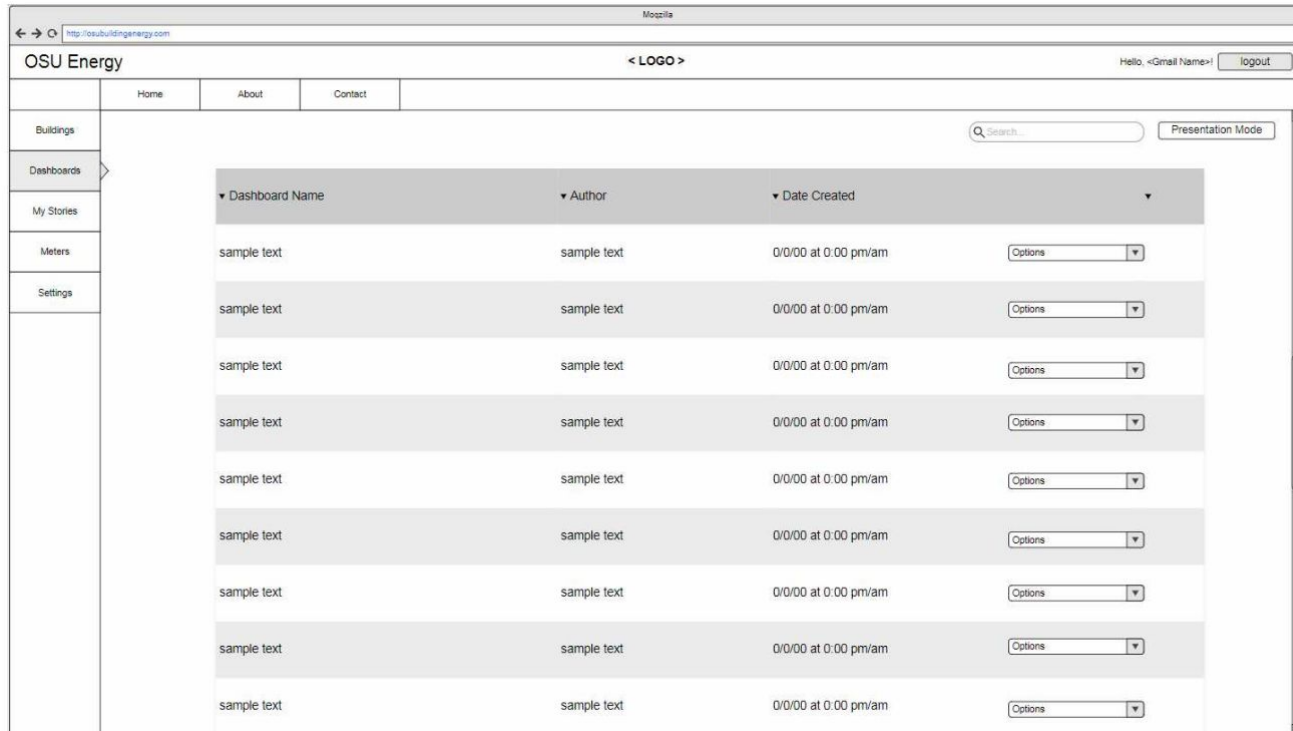 Moqzilla
http://osubuildingenergy.com
OSU Energy < LOGO > Hello, <Gmail Name>! logout
Home About Contact
Buildings
Search... Presentation Mode
Dashboards
My Stories
Meters
Settings
Dashboard Name Author Date Created
sample text sample text 0/0/00 at 0:00 pm/am Options
sample text sample text 0/0/00 at 0:00 pm/am Options
sample text sample text 0/0/00 at 0:00 pm/am Options
sample text sample text 0/0/00 at 0:00 pm/am Options
sample text sample text 0/0/00 at 0:00 pm/am Options
sample text sample text 0/0/00 at 0:00 pm/am Options
sample text sample text 0/0/00 at 0:00 pm/am Options
sample text sample text 0/0/00 at 0:00 pm/am Options
sample text sample text 0/0/00 at 0:00 pm/am Options